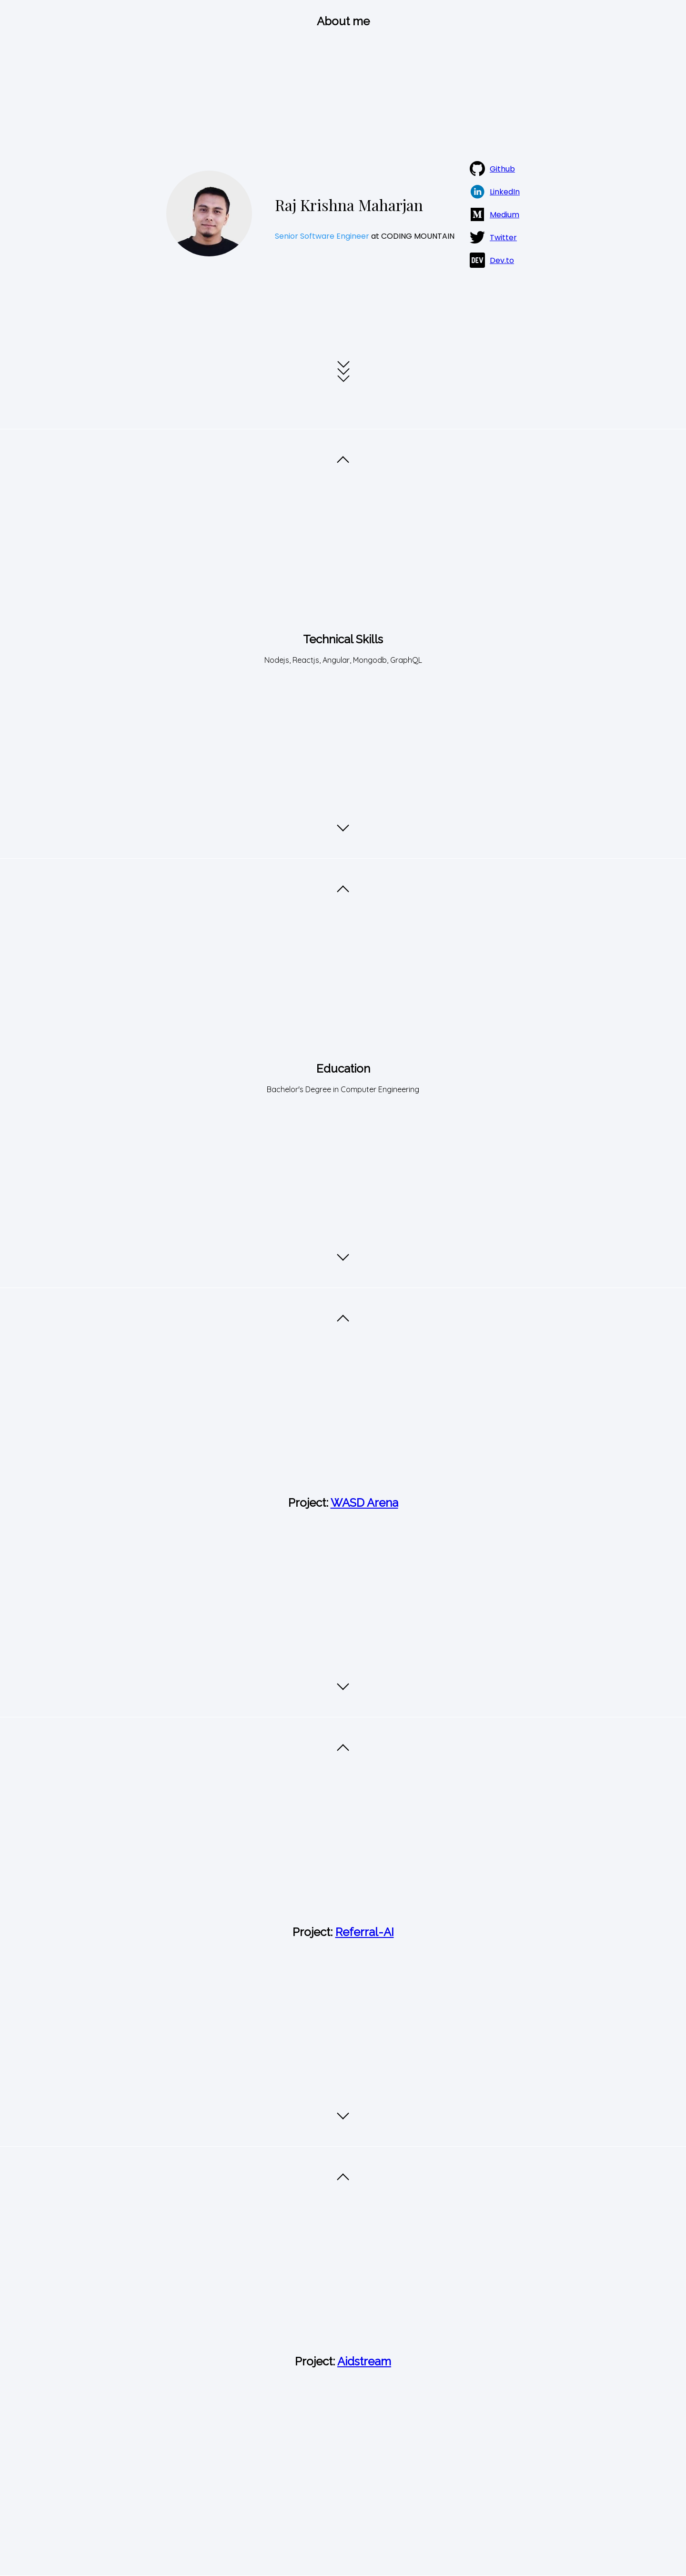 About me
Raj Krishna Maharjan
Senior Software Engineer at CODING MOUNTAIN
Github
LinkedIn
Medium
Twitter
DEV Dev.to
Technical Skills
Nodejs, Reactjs, Angular, Mongodb, GraphQL
Education
Bachelor's Degree in Computer Engineering
Project: WASD Arena
Project: Referral-AI
Project: Aidstream